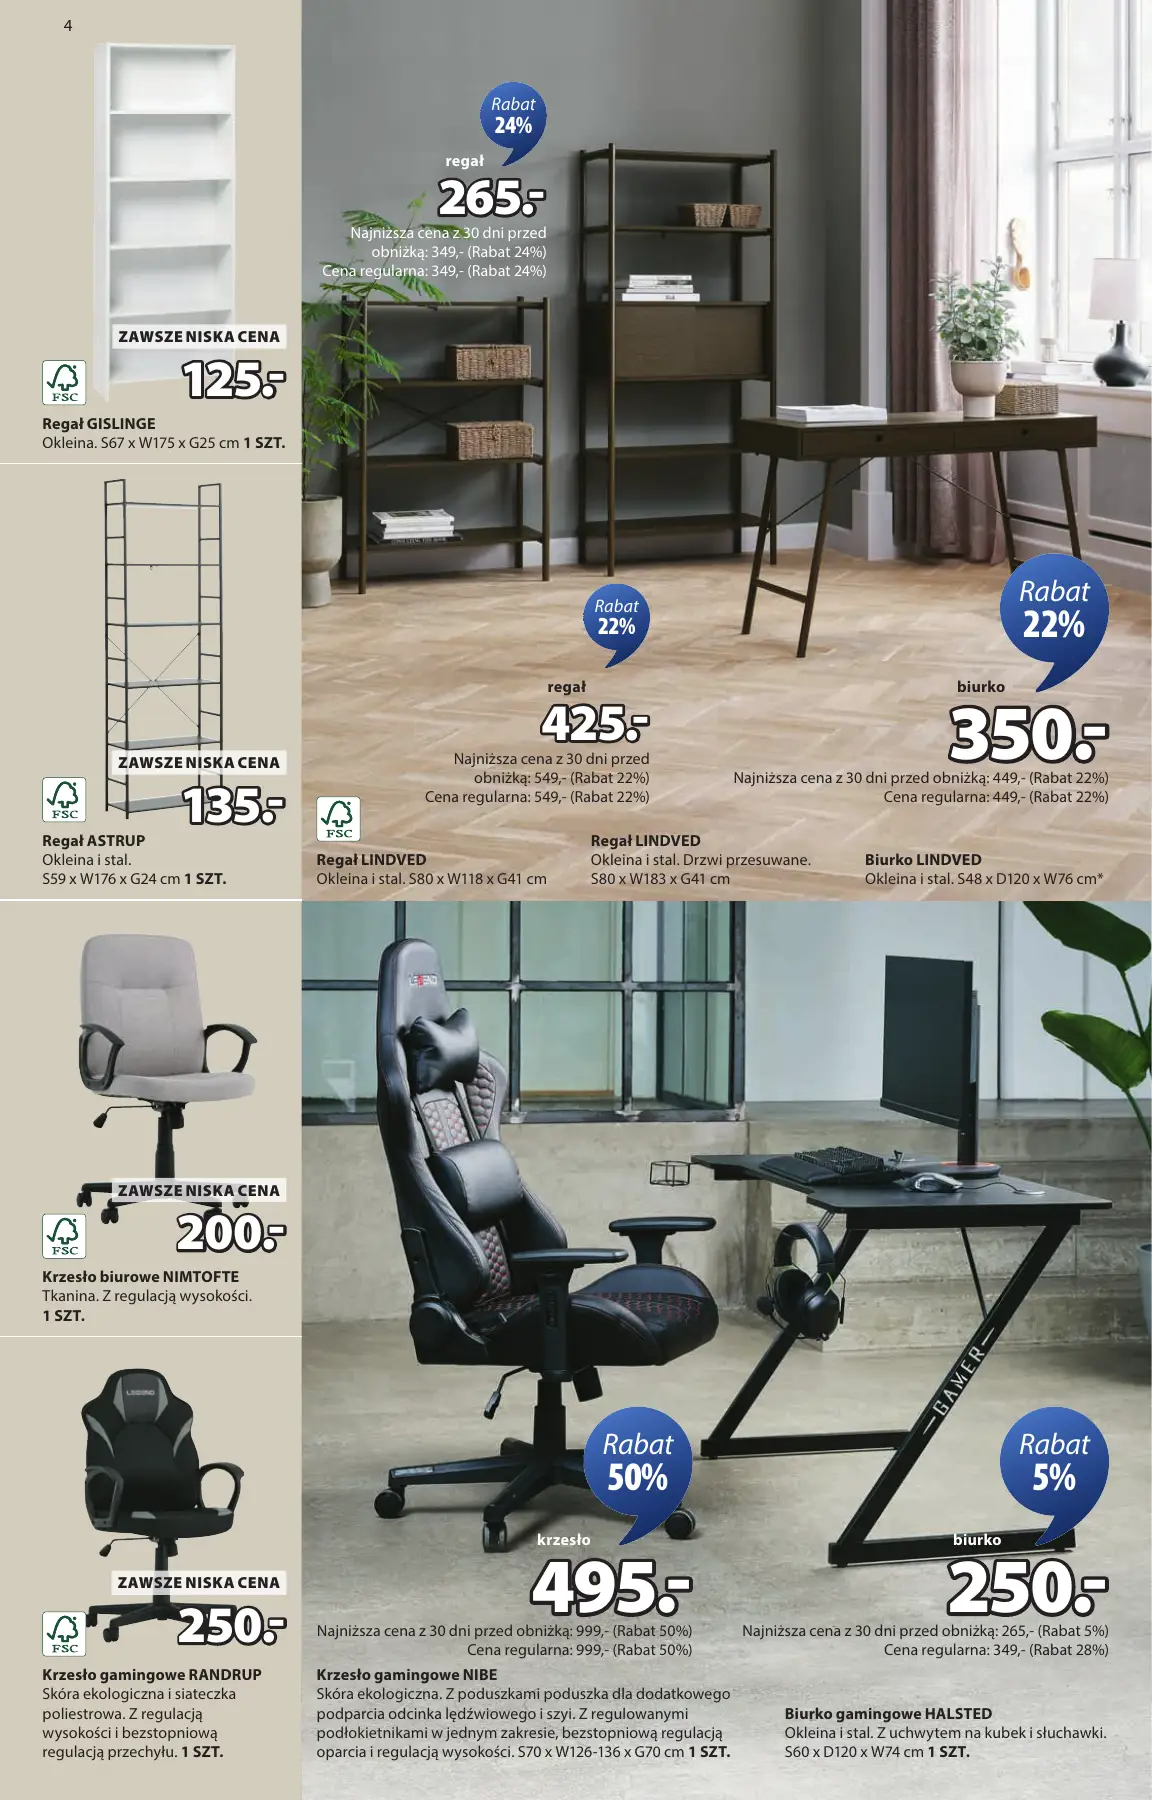 4
ZAWSZE NISKA CENA
125.-
FSC
Regał GISLINGE
Okleina. S67 x W175 x G25 cm 1 SZT.
ZAWSZE NISKA CENA
135.-
FSC
Regał ASTRUP
Okleina i stal.
S59 x W176 x G24 cm 1 SZT.
Rabat
24%
regał
265.-
Najniższa cena z 30 dni przed
obniżką: 349,- (Rabat 24%)
Cena regularna: 349,- (Rabat 24%)
Rabat
22%
regał
425.-
Najniższa cena z 30 dni przed
obniżką: 549,- (Rabat 22%)
Cena regularna: 549,- (Rabat 22%)
Rabat
22%
biurko
350.-
Najniższa cena z 30 dni przed obniżką: 449,- (Rabat 22%)
Cena regularna: 449,- (Rabat 22%)
FSC
Regał LINDVED
Okleina i stal. S80 x W118 x G41 cm
Regał LINDVED
Okleina i stal. Drzwi przesuwane.
S80 x W183 x G41 cm
Biurko LINDVED
Okleina i stal. S48 x D120 x W76 cm*
ZAWSZE NISKA CENA
200.-
FSC
Krzesło biurowe NIMTOFTE
Tkanina. Z regulacją wysokości.
1 SZT.
LEGEND
ZAWSZE NISKA CENA
250.-
FSC
Krzesło gamingowe RANDRUP
Skóra ekologiczna i siateczka
poliestrowa. Z regulacją
wysokości i bezstopniową
regulacją przechyłu. 1 SZT.
LEGEND
GAMER
Rabat
50%
krzesło
495.-
Najniższa cena z 30 dni przed obniżką: 999,- (Rabat 50%)
Cena regularna: 999,- (Rabat 50%)
Krzesło gamingowe NIBE
Skóra ekologiczna. Z poduszkami poduszka dla dodatkowego
podparcia odcinka lędźwiowego i szyi. Z regulowanymi
podłokietnikami w jednym zakresie, bezstopniową regulacją
oparcia i regulacją wysokości. S70 x W126-136 x G70 cm 1 SZT.
Rabat
5%
biurko
250.-
Najniższa cena z 30 dni przed obniżką: 265,- (Rabat 5%)
Cena regularna: 349,- (Rabat 28%)
Biurko gamingowe HALSTED
Okleina i stal. Z uchwytem na kubek i słuchawki.
S60 x D120 x W74 cm 1 SZT.